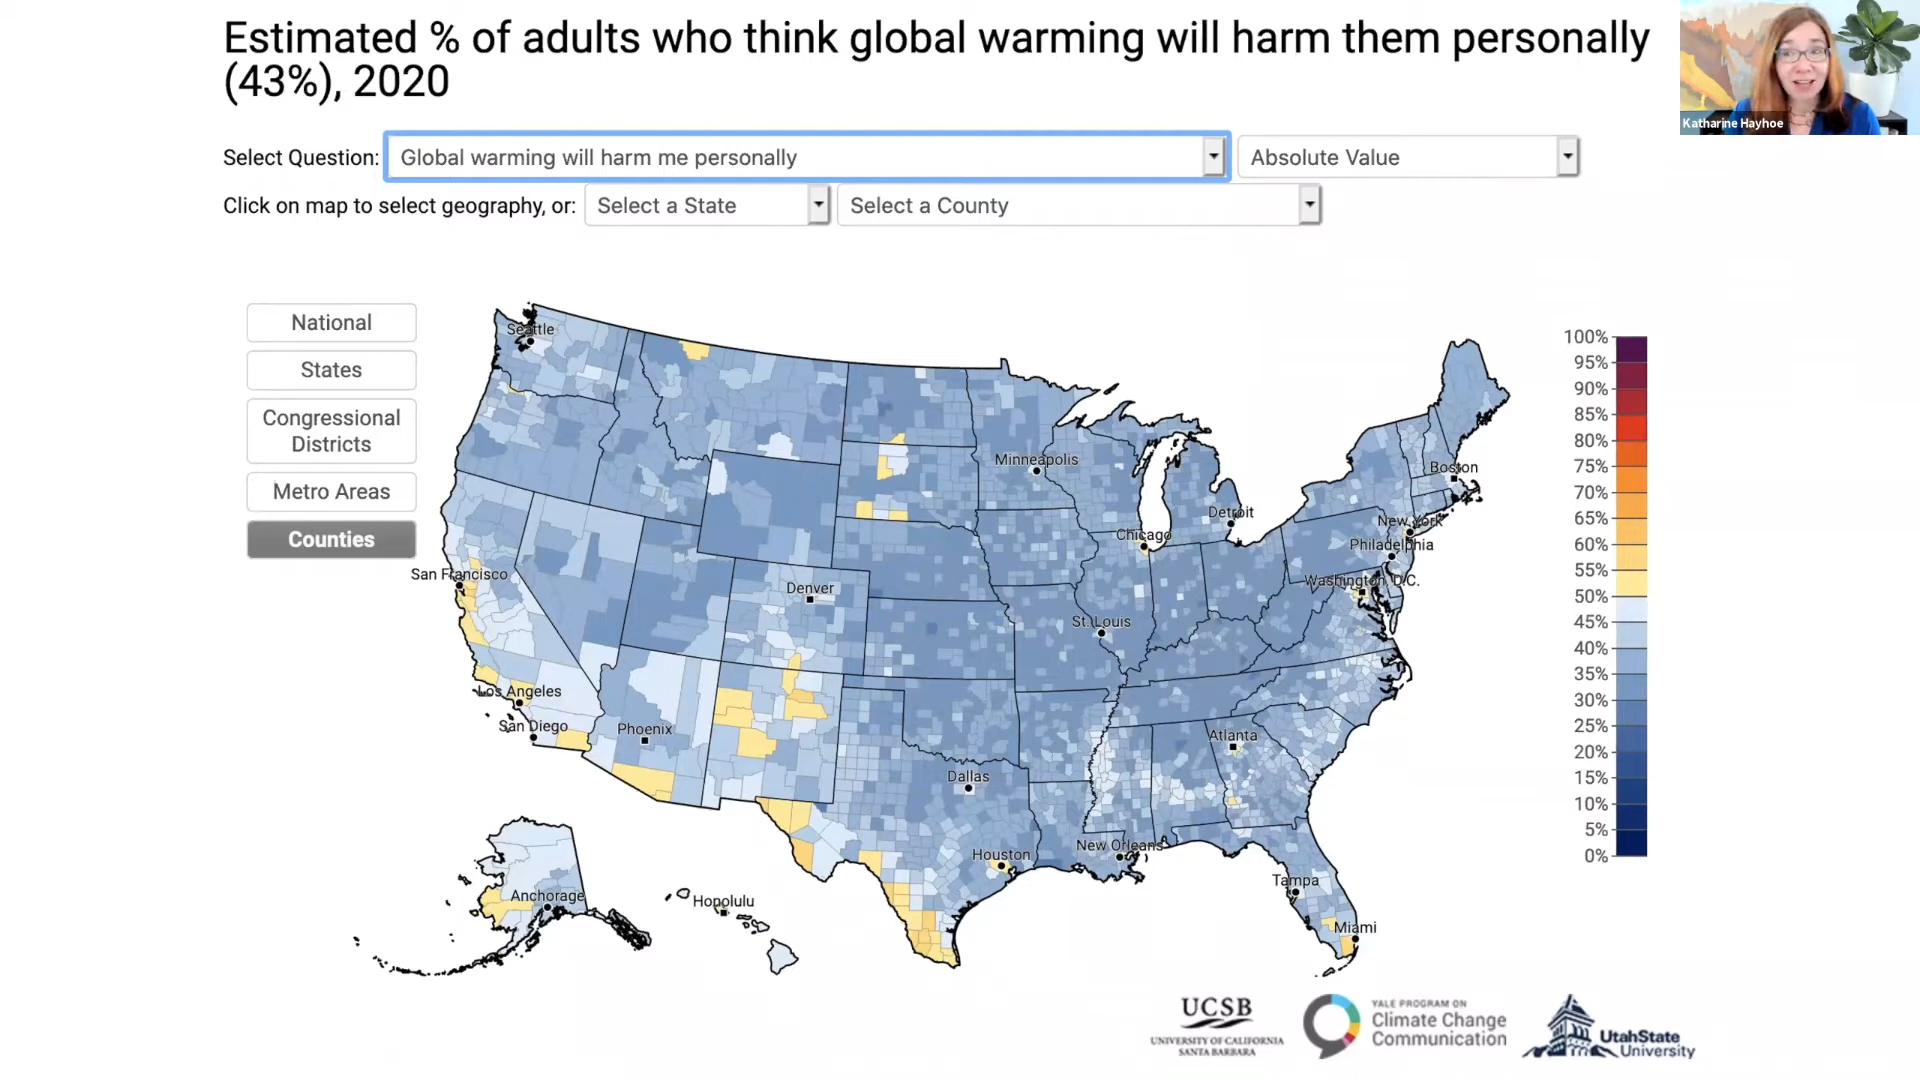 Estimated % of adults who think global warming will harm them personally
(43%), 2020
Katharine Hayhoe
Select Question:
Global warming will harm me personally
Absolute Value
Click on map to select geography, or:
Select a State
Select a County
National
States
Congressional
Districts
Metro Areas
Counties
Seattle
Minneapolis
Boston
Detroit
New York
Chicago
Philadelphia
San Francisco
Washington, D.C.
Denver
St. Louis
Los Angeles
San Diego
Phoenix
Atlanta
Dallas
New Orleans
Houston
Tampa
Anchorage
Honolulu
Miami
100%
95%
90%
85%
80%
75%
70%
65%
60%
55%
50%
45%
40%
35%
30%
25%
20%
15%
10%
5%
0%
UCSB
UNIVERSITY OF CALIFORNIA
SANTA BARBARA
YALE PROGRAM ON
Climate Change
Communication
UtahState
University